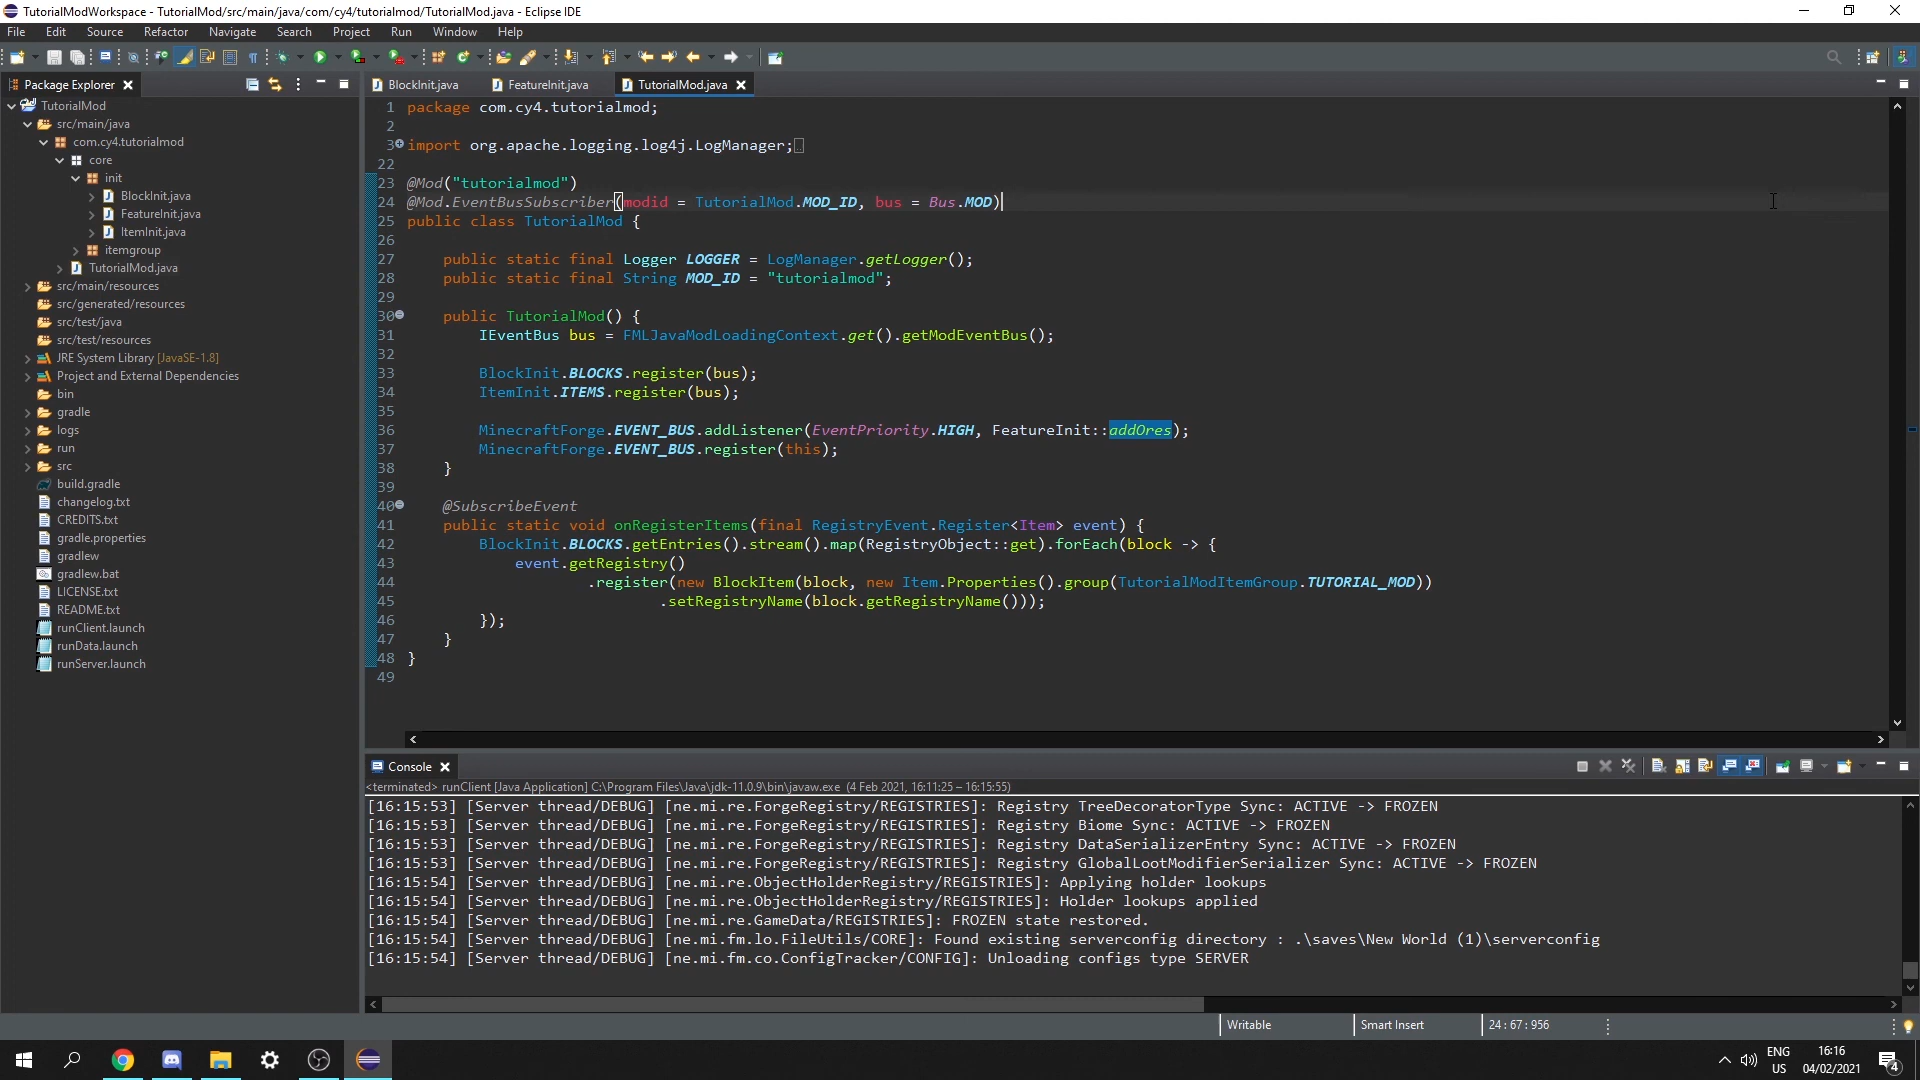 TutorialModWorkspace - TutorialMod/src/main/java/com/cy4/tutorialmod/TutorialMod.java - Eclipse IDE
File Edit Source Refactor Navigate Search Project Run Window Help
Package Explorer
TutorialMod
src/main/java
com.cy4.tutorialmod
core
init
BlockInit.java
FeatureInit.java
ItemInit.java
itemgroup
TutorialMod.java
src/main/resources
src/generated/resources
src/test/java
src/test/resources
JRE System Library [JavaSE-1.8]
Project and External Dependencies
bin
gradle
logs
run
src
build.gradle
changelog.txt
CREDITS.txt
gradle.properties
gradlew
gradlew.bat
LICENSE.txt
README.txt
runClient.launch
runData.launch
runServer.launch
BlockInit.java FeatureInit.java TutorialMod.java
1 package com.cy4.tutorialmod;
2
3 import org.apache.logging.log4j.LogManager;
22
23 @Mod("tutorialmod")
24 @Mod.EventBusSubscriber(modid = TutorialMod.MOD_ID, bus = Bus.MOD)
25 public class TutorialMod {
26
27 public static final Logger LOGGER = LogManager.getLogger();
28 public static final String MOD_ID = "tutorialmod";
29
30 public TutorialMod() {
31 IEventBus bus = FMLJavaModLoadingContext.get().getModEventBus();
32
33 BlockInit.BLOCKS.register(bus);
34 ItemInit.ITEMS.register(bus);
35
36 MinecraftForge.EVENT_BUS.addListener(EventPriority.HIGH, FeatureInit::addOres);
37 MinecraftForge.EVENT_BUS.register(this);
38 }
39
40 @SubscribeEvent
41 public static void onRegisterItems(final RegistryEvent.Register<Item> event) {
42 BlockInit.BLOCKS.getEntries().stream().map(RegistryObject::get).forEach(block -> {
43 event.getRegistry()
44 .register(new BlockItem(block, new Item.Properties().group(TutorialModItemGroup.TUTORIAL_MOD))
45 .setRegistryName(block.getRegistryName()));
46 });
47 }
48 }
49
Console
<terminated> runClient [Java Application] C:\Program Files\Java\jdk-11.0.9\bin\javaw.exe (4 Feb 2021, 16:11:25 – 16:15:55)
[16:15:53] [Server thread/DEBUG] [ne.mi.re.ForgeRegistry/REGISTRIES]: Registry TreeDecoratorType Sync: ACTIVE -> FROZEN
[16:15:53] [Server thread/DEBUG] [ne.mi.re.ForgeRegistry/REGISTRIES]: Registry Biome Sync: ACTIVE -> FROZEN
[16:15:53] [Server thread/DEBUG] [ne.mi.re.ForgeRegistry/REGISTRIES]: Registry DataSerializerEntry Sync: ACTIVE -> FROZEN
[16:15:53] [Server thread/DEBUG] [ne.mi.re.ForgeRegistry/REGISTRIES]: Registry GlobalLootModifierSerializer Sync: ACTIVE -> FROZEN
[16:15:54] [Server thread/DEBUG] [ne.mi.re.ObjectHolderRegistry/REGISTRIES]: Applying holder lookups
[16:15:54] [Server thread/DEBUG] [ne.mi.re.ObjectHolderRegistry/REGISTRIES]: Holder lookups applied
[16:15:54] [Server thread/DEBUG] [ne.mi.re.GameData/REGISTRIES]: FROZEN state restored.
[16:15:54] [Server thread/DEBUG] [ne.mi.fm.lo.FileUtils/CORE]: Found existing serverconfig directory : .\saves\New World (1)\serverconfig
[16:15:54] [Server thread/DEBUG] [ne.mi.fm.co.ConfigTracker/CONFIG]: Unloading configs type SERVER
Writable Smart Insert 24 : 67 : 956
ENG
US
16:16
04/02/2021
4